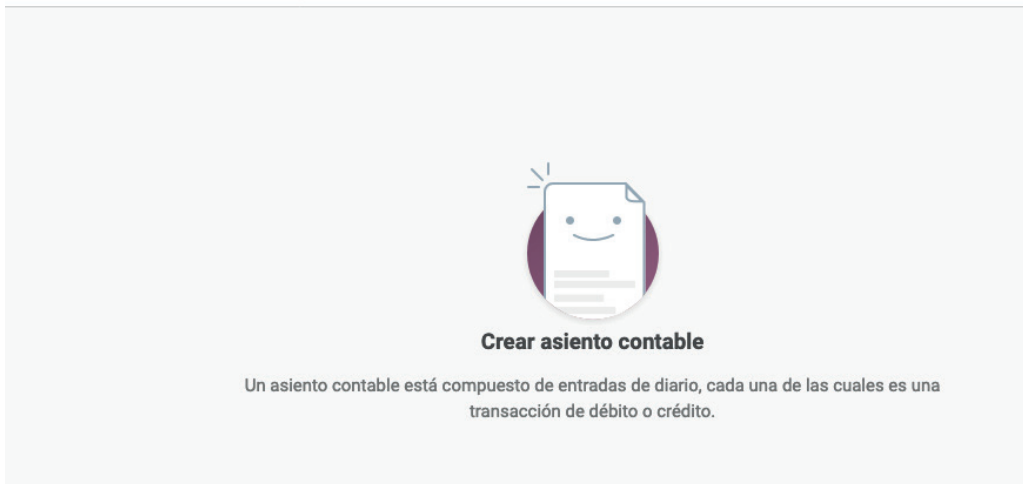 Crear asiento contable
Un asiento contable está compuesto de entradas de diario, cada una de las cuales es una
transacción de débito o crédito.